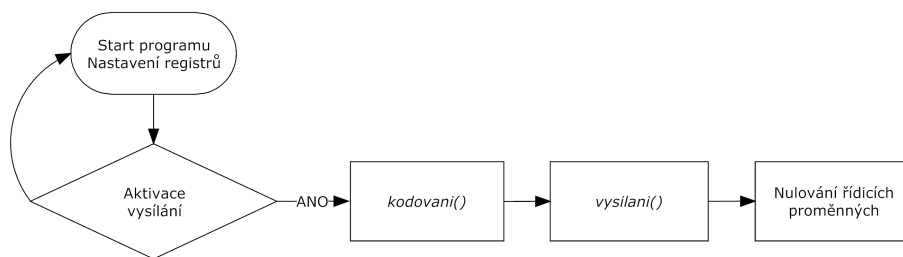 Start programu
Nastavení registrů
Aktivace
vysílání
ANO
kodovani()
vysilani()
Nulování řídicích
proměnných